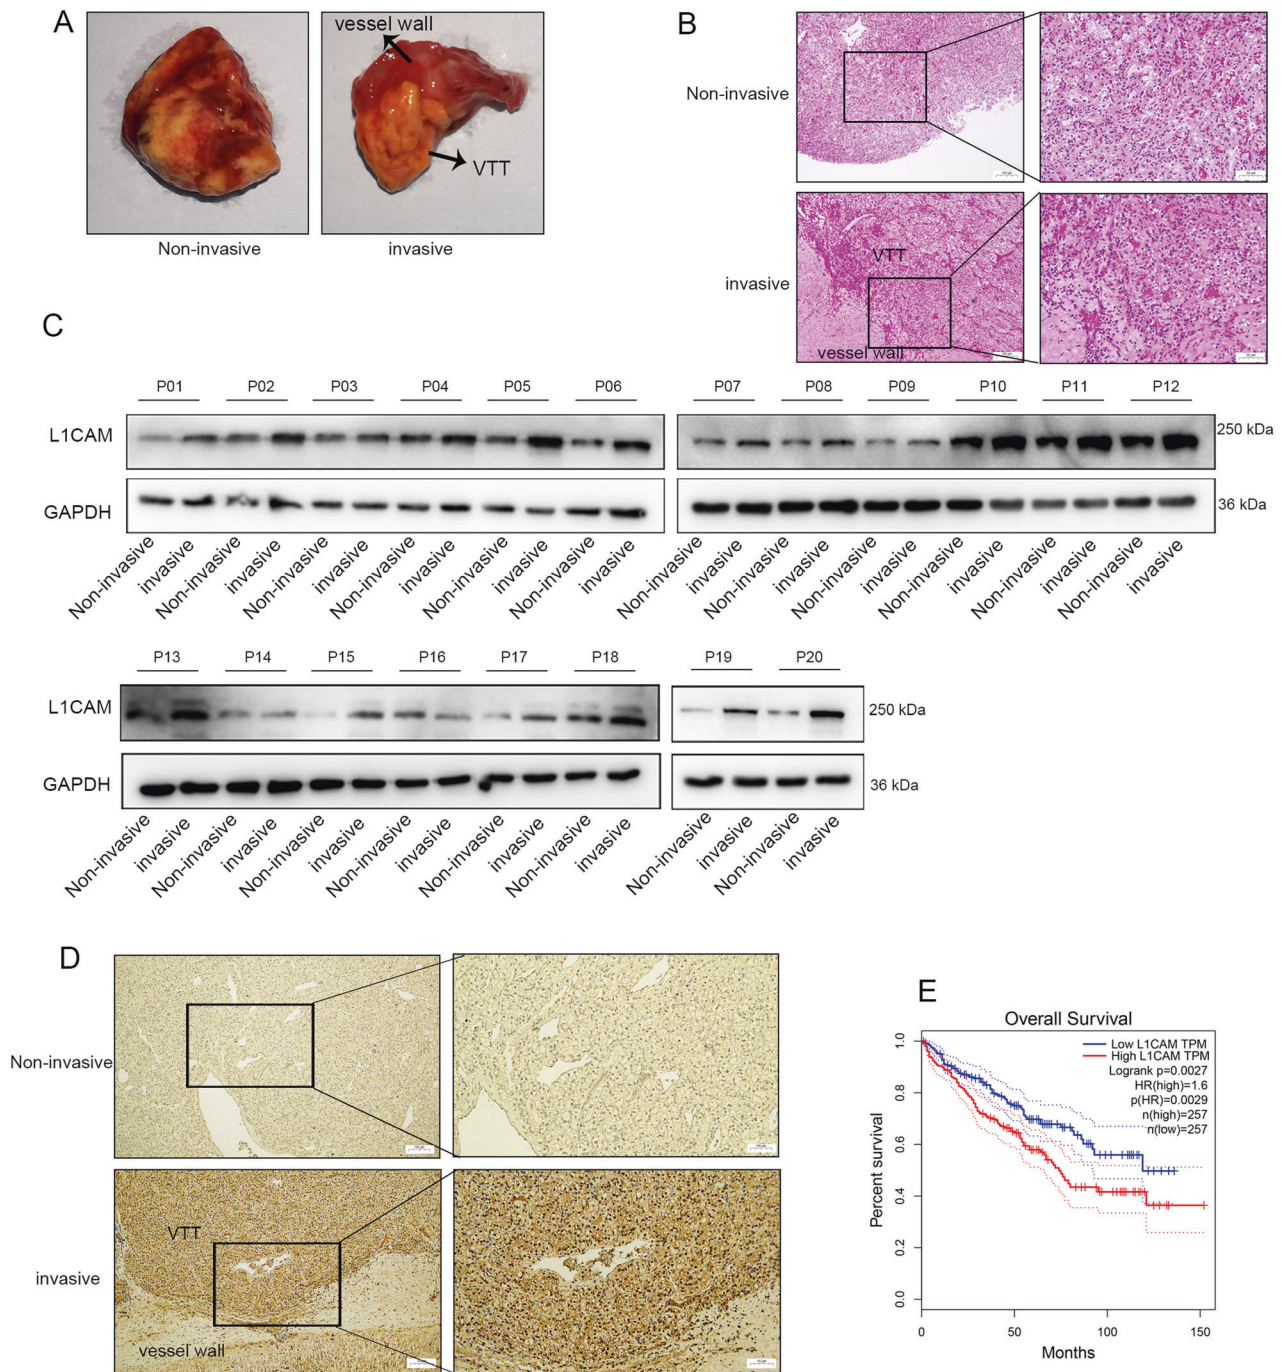 A
vessel wall
VTT
Non-invasive
invasive
B
Non-invasive
invasive
VTT
vessel wall
C
P01 P02 P03 P04 P05 P06 P07 P08 P09 P10 P11 P12
L1CAM
250 kDa
GAPDH
36 kDa
Non-invasive invasive Non-invasive invasive Non-invasive invasive Non-invasive invasive Non-invasive invasive Non-invasive invasive Non-invasive invasive Non-invasive invasive Non-invasive invasive Non-invasive invasive Non-invasive invasive Non-invasive invasive
P13 P14 P15 P16 P17 P18 P19 P20
L1CAM
250 kDa
GAPDH
36 kDa
Non-invasive invasive Non-invasive invasive Non-invasive invasive Non-invasive invasive Non-invasive invasive Non-invasive invasive Non-invasive invasive Non-invasive invasive
D
Non-invasive
VTT
invasive
vessel wall
E
Overall Survival
Low L1CAM TPM
High L1CAM TPM
Logrank p=0.0027
HR(high)=1.6
p(HR)=0.0029
n(high)=257
n(low)=257
Percent survival
1.0
0.8
0.6
0.4
0.2
0.0
0 50 100 150
Months